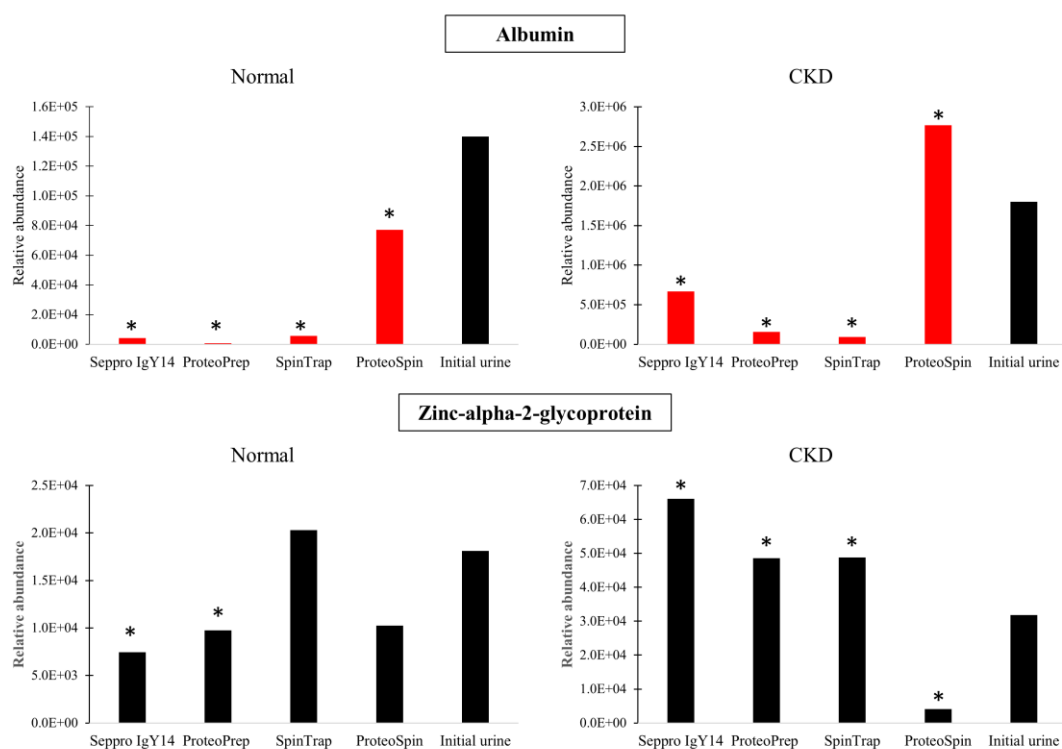 Albumin
Normal
Relative abundance
1.6E+05
1.4E+05
1.2E+05
1.0E+05
8.0E+04
6.0E+04
4.0E+04
2.0E+04
0.0E+00
* * * *
Seppro IgY14 ProteoPrep SpinTrap ProteoSpin Initial urine
CKD
Relative abundance
3.0E+06
2.5E+06
2.0E+06
1.5E+06
1.0E+06
5.0E+05
0.0E+00
* * * *
Seppro IgY14 ProteoPrep SpinTrap ProteoSpin Initial urine
Zinc-alpha-2-glycoprotein
Normal
Relative abundance
2.5E+04
2.0E+04
1.5E+04
1.0E+04
5.0E+03
0.0E+00
* *
Seppro IgY14 ProteoPrep SpinTrap ProteoSpin Initial urine
CKD
Relative abundance
7.0E+04
6.0E+04
5.0E+04
4.0E+04
3.0E+04
2.0E+04
1.0E+04
0.0E+00
* * * *
Seppro IgY14 ProteoPrep SpinTrap ProteoSpin Initial urine